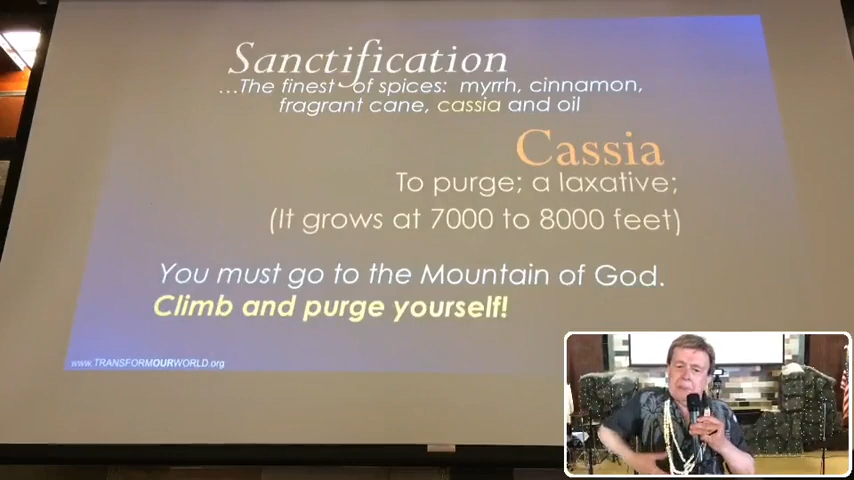 Sanctification
...The finest of spices: myrrh, cinnamon,
fragrant cane, cassia and oil
Cassia
To purge; a laxative;
(It grows at 7000 to 8000 feet)
You must go to the Mountain of God.
Climb and purge yourself!
www.TRANSFORMOURWORLD.org